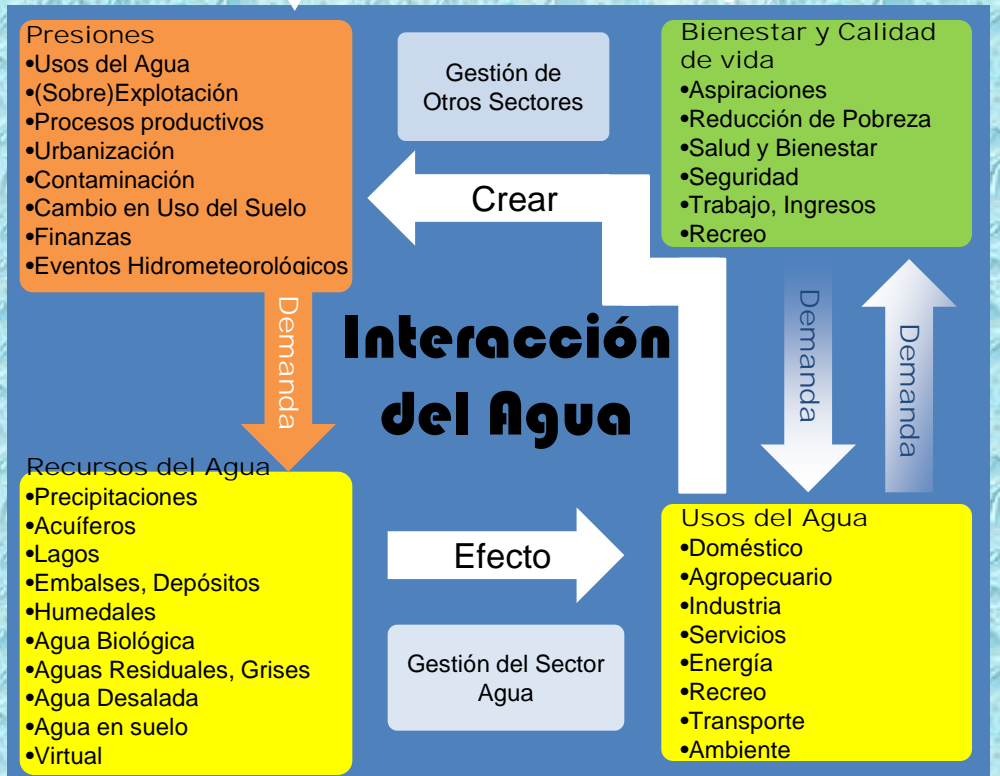 Presiones
•Usos del Agua
•(Sobre)Explotación
•Procesos productivos
•Urbanización
•Contaminación
•Cambio en Uso del Suelo
•Finanzas
•Eventos Hidrometeorológicos
Gestión de
Otros Sectores
Bienestar y Calidad
de vida
•Aspiraciones
•Reducción de Pobreza
•Salud y Bienestar
•Seguridad
•Trabajo, Ingresos
•Recreo
Crear
Demanda
Interacción
del Agua
Demanda
Demanda
Recursos del Agua
•Precipitaciones
•Acuíferos
•Lagos
•Embalses, Depósitos
•Humedales
•Agua Biológica
•Aguas Residuales, Grises
•Agua Desalada
•Agua en suelo
•Virtual
Efecto
Gestión del Sector
Agua
Usos del Agua
•Doméstico
•Agropecuario
•Industria
•Servicios
•Energía
•Recreo
•Transporte
•Ambiente